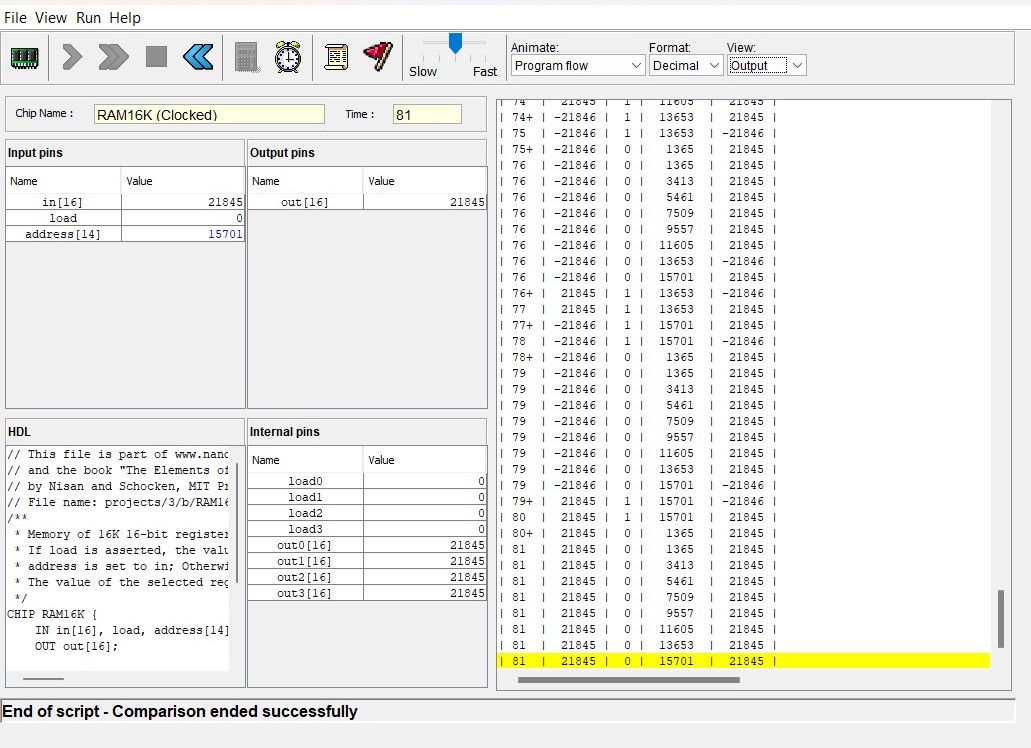 File View Run Help
Slow Fast
Animate: Format: View:
Program flow Decimal Output
Chip Name : RAM16K (Clocked) Time : 81
Input pins
Name Value
in[16] 21845
load 0
address[14] 15701
Output pins
Name Value
out[16] 21845
HDL
// This file is part of www.nand
// and the book "The Elements of
// by Nisan and Schocken, MIT Pr
// File name: projects/3/b/RAM16
/**
* Memory of 16K 16-bit register
* If load is asserted, the valu
* address is set to in; Otherwi
* The value of the selected reg
*/
CHIP RAM16K {
IN in[16], load, address[14]
OUT out[16];
Internal pins
Name Value
load0 0
load1 0
load2 0
load3 0
out0[16] 21845
out1[16] 21845
out2[16] 21845
out3[16] 21845
| 74 | 21845 | 1 | 11605 | 21845 |
| 74+ | -21846 | 1 | 13653 | 21845 |
| 75 | -21846 | 1 | 13653 | -21846 |
| 75+ | -21846 | 0 | 1365 | 21845 |
| 76 | -21846 | 0 | 1365 | 21845 |
| 76 | -21846 | 0 | 3413 | 21845 |
| 76 | -21846 | 0 | 5461 | 21845 |
| 76 | -21846 | 0 | 7509 | 21845 |
| 76 | -21846 | 0 | 9557 | 21845 |
| 76 | -21846 | 0 | 11605 | 21845 |
| 76 | -21846 | 0 | 13653 | -21846 |
| 76 | -21846 | 0 | 15701 | 21845 |
| 76+ | 21845 | 1 | 13653 | -21846 |
| 77 | 21845 | 1 | 13653 | 21845 |
| 77+ | -21846 | 1 | 15701 | 21845 |
| 78 | -21846 | 1 | 15701 | -21846 |
| 78+ | -21846 | 0 | 1365 | 21845 |
| 79 | -21846 | 0 | 1365 | 21845 |
| 79 | -21846 | 0 | 3413 | 21845 |
| 79 | -21846 | 0 | 5461 | 21845 |
| 79 | -21846 | 0 | 7509 | 21845 |
| 79 | -21846 | 0 | 9557 | 21845 |
| 79 | -21846 | 0 | 11605 | 21845 |
| 79 | -21846 | 0 | 13653 | 21845 |
| 79 | -21846 | 0 | 15701 | -21846 |
| 79+ | 21845 | 1 | 15701 | -21846 |
| 80 | 21845 | 1 | 15701 | 21845 |
| 80+ | 21845 | 0 | 1365 | 21845 |
| 81 | 21845 | 0 | 1365 | 21845 |
| 81 | 21845 | 0 | 3413 | 21845 |
| 81 | 21845 | 0 | 5461 | 21845 |
| 81 | 21845 | 0 | 7509 | 21845 |
| 81 | 21845 | 0 | 9557 | 21845 |
| 81 | 21845 | 0 | 11605 | 21845 |
| 81 | 21845 | 0 | 13653 | 21845 |
| 81 | 21845 | 0 | 15701 | 21845 |
End of script - Comparison ended successfully